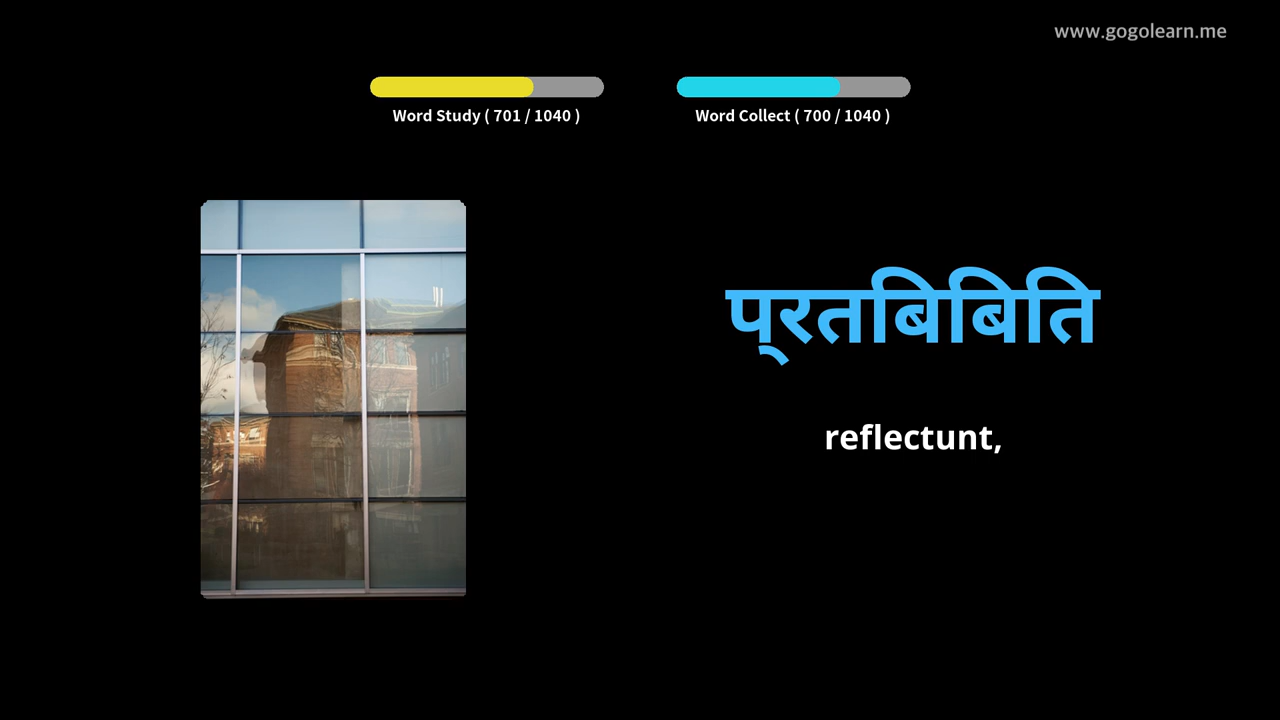 www.gogolearn.me
Word Study ( 701 / 1040 )
Word Collect ( 700 / 1040 )
प्‌रतबिबिति
reflectunt,